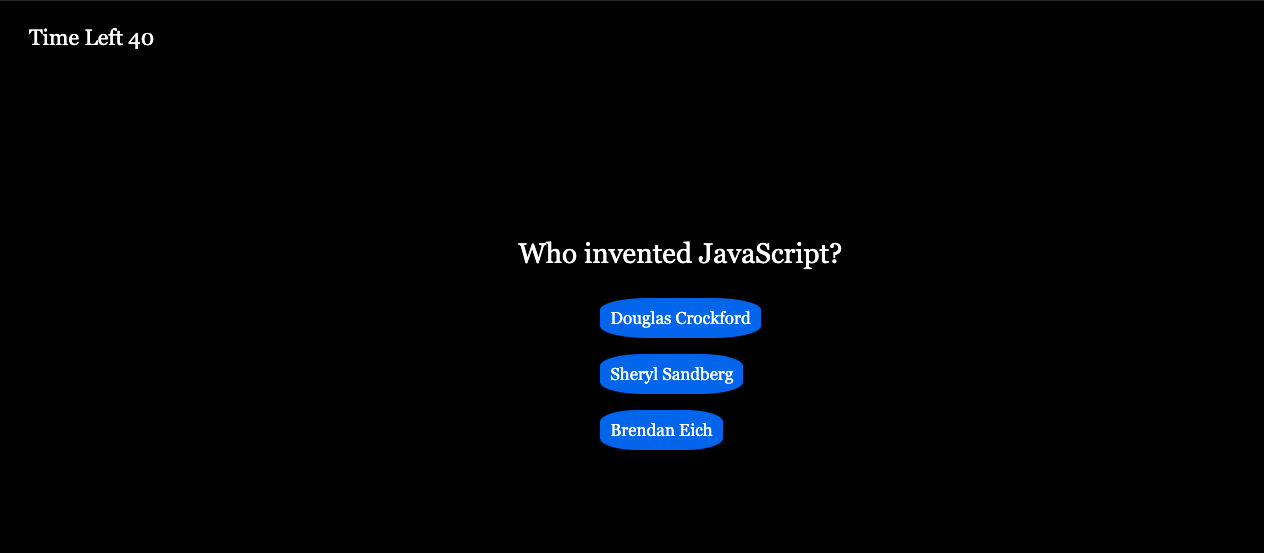 Time Left 40
Who invented JavaScript?
Douglas Crockford
Sheryl Sandberg
Brendan Eich